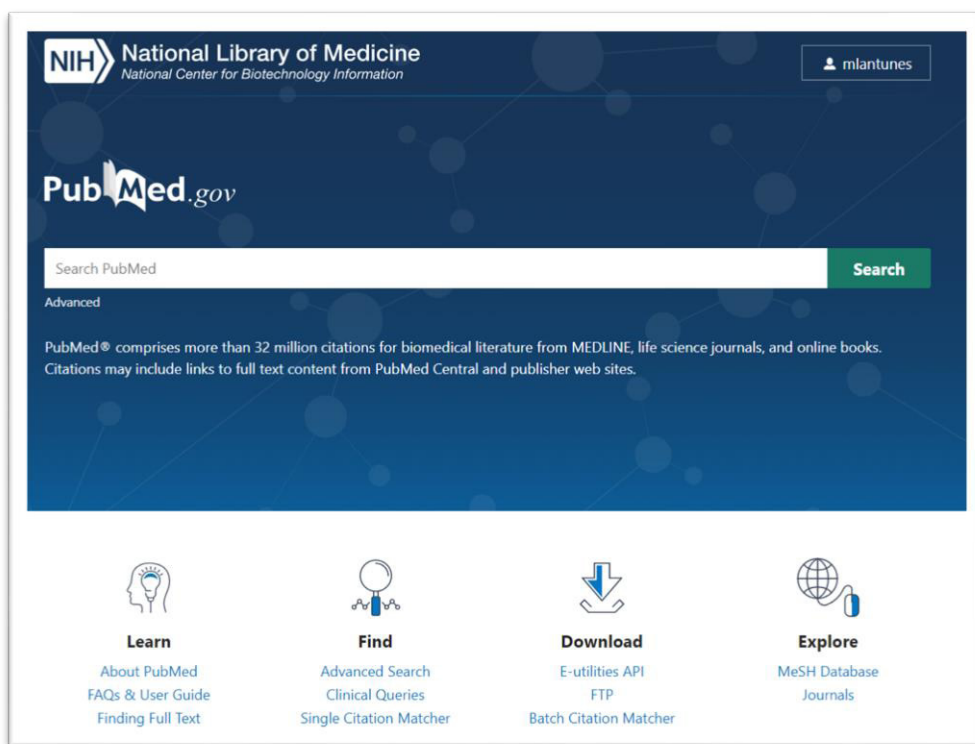 NIH National Library of Medicine
National Center for Biotechnology Information
mlantunes
PubMed.gov
Search PubMed
Search
Advanced
PubMed® comprises more than 32 million citations for biomedical literature from MEDLINE, life science journals, and online books.
Citations may include links to full text content from PubMed Central and publisher web sites.
Learn
About PubMed
FAQs & User Guide
Finding Full Text
Find
Advanced Search
Clinical Queries
Single Citation Matcher
Download
E-utilities API
FTP
Batch Citation Matcher
Explore
MeSH Database
Journals